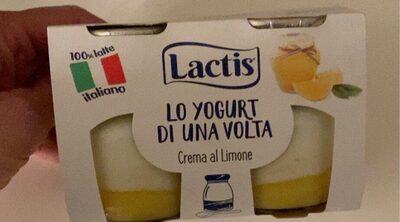 100% latte
italiano
Lactis
LO YOGURT
DI UNA VOLTA
Crema al Limone